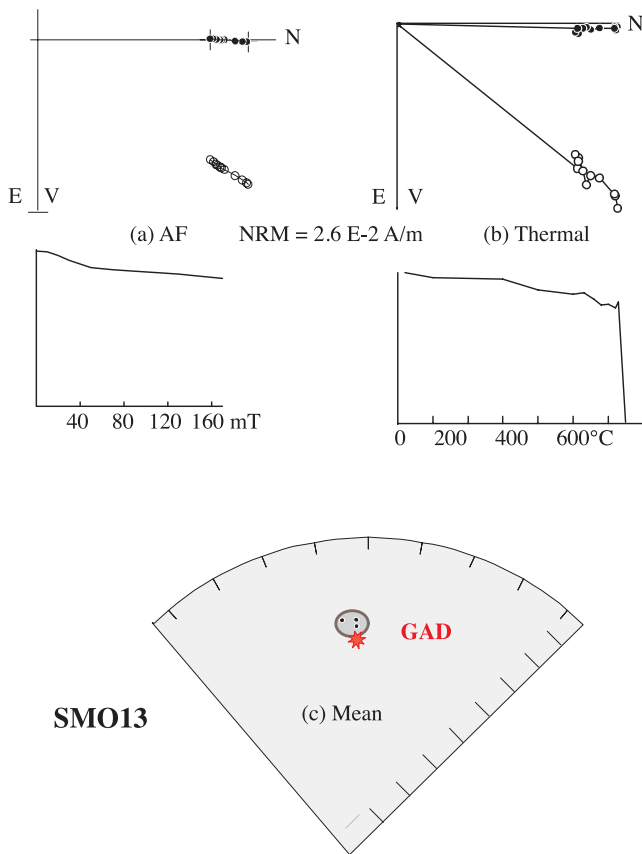 N
N
E V
E V
(a) AF NRM = 2.6 E-2 A/m (b) Thermal
40 80 120 160 mT
0 200 400 600°C
GAD
SMO13
(c) Mean